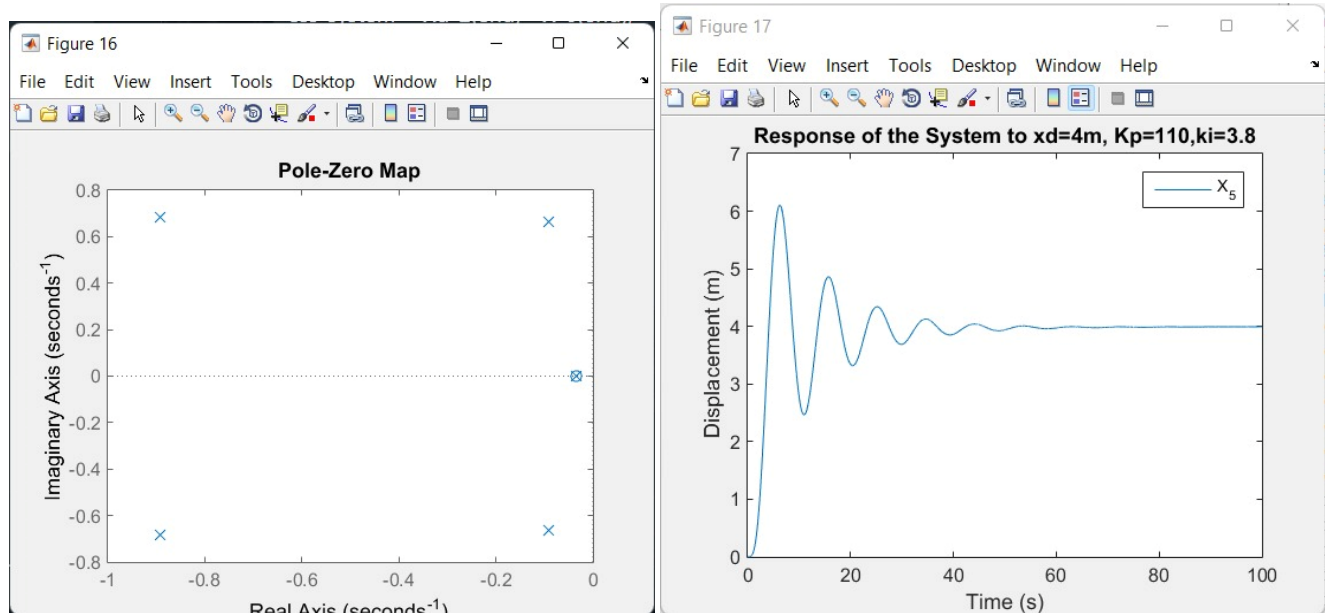 Figure 16
File Edit View Insert Tools Desktop Window Help
Pole-Zero Map
Imaginary Axis (seconds-1)
0.8
0.6
0.4
0.2
0
-0.2
-0.4
-0.6
-0.8
-1 -0.8 -0.6 -0.4 -0.2 0
Real Axis (seconds-1)
Figure 17
File Edit View Insert Tools Desktop Window Help
Response of the System to xd=4m, Kp=110,ki=3.8
X5
Displacement (m)
7
6
5
4
3
2
1
0
0 20 40 60 80 100
Time (s)